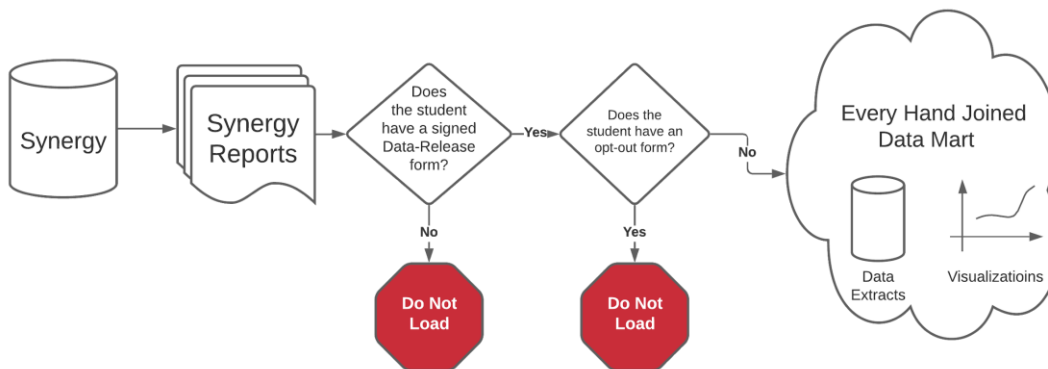 Synergy
Synergy
Reports
Does
the student
have a signed
Data-Release
form?
Yes
Does the
student have an
opt-out form?
No
Every Hand Joined
Data Mart
Data
Extracts
Visualizatioins
No
Yes
Do Not
Load
Do Not
Load